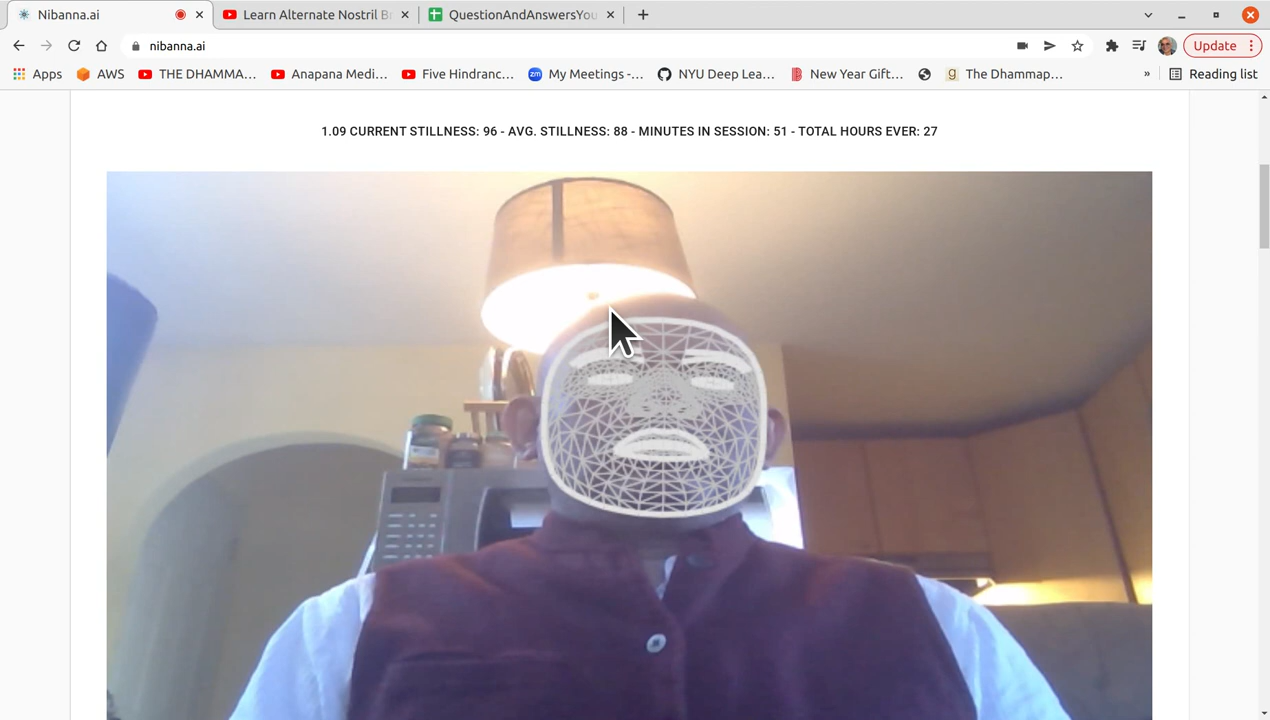 Nibanna.ai
Learn Alternate Nostril B
QuestionAndAnswersYou
nibanna.ai
Update
Apps
AWS
THE DHAMMA…
Anapana Medi…
Five Hindranc…
zm My Meetings -…
NYU Deep Lea…
New Year Gift…
g The Dhammap…
»
Reading list
1.09 CURRENT STILLNESS: 96 - AVG. STILLNESS: 88 - MINUTES IN SESSION: 51 - TOTAL HOURS EVER: 27